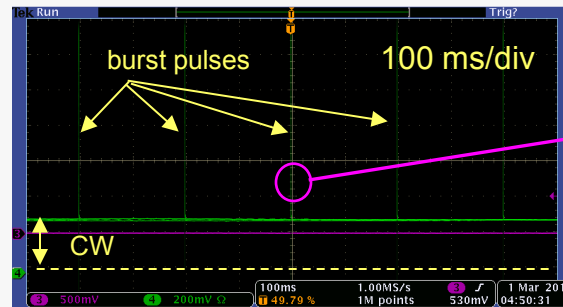 Tek Run Trig?
T
T
burst pulses
100 ms/div
CW
3
4
3 500mV 4 200mV Ω
100ms 1.00MS/s 3
T 49.79 % 1M points 530mV
1 Mar 201
04:50:31